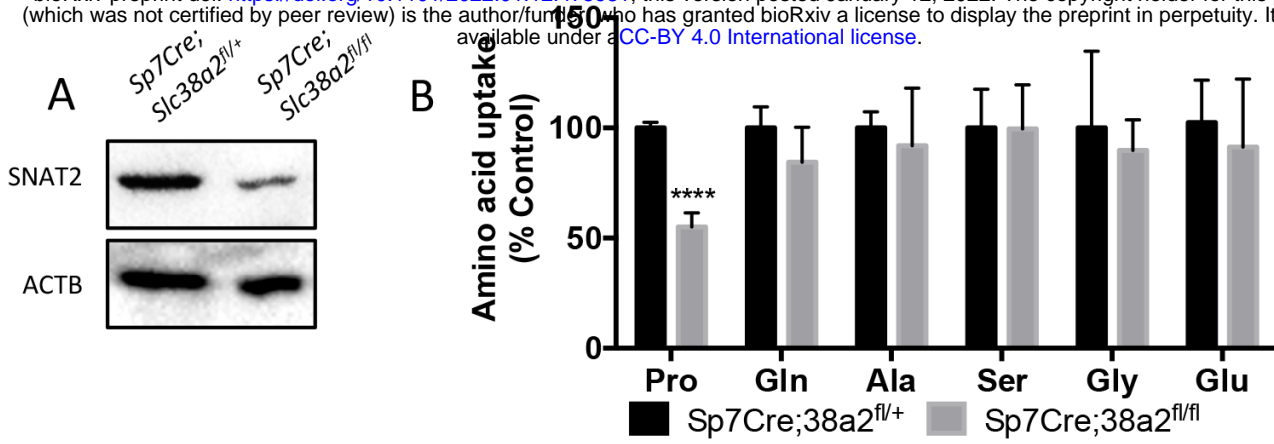 (which was not certified by peer review) is the author/funder, who has granted bioRxiv a license to display the preprint in perpetuity. It
available under aCC-BY 4.0 International license.
A
Sp7Cre;
Slc38a2fl/+
Sp7Cre;
Slc38a2fl/fl
SNAT2
ACTB
B
Amino acid uptake
(% Control)
150
100
50
0
****
Pro Gln Ala Ser Gly Glu
Sp7Cre;38a2fl/+ Sp7Cre;38a2fl/fl